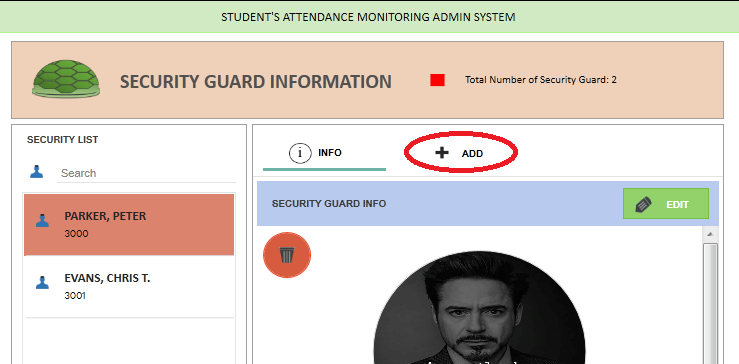 STUDENT'S ATTENDANCE MONITORING ADMIN SYSTEM
SECURITY GUARD INFORMATION
Total Number of Security Guard: 2
SECURITY LIST
Search
PARKER, PETER
3000
EVANS, CHRIS T.
3001
i INFO
ADD
SECURITY GUARD INFO
EDIT